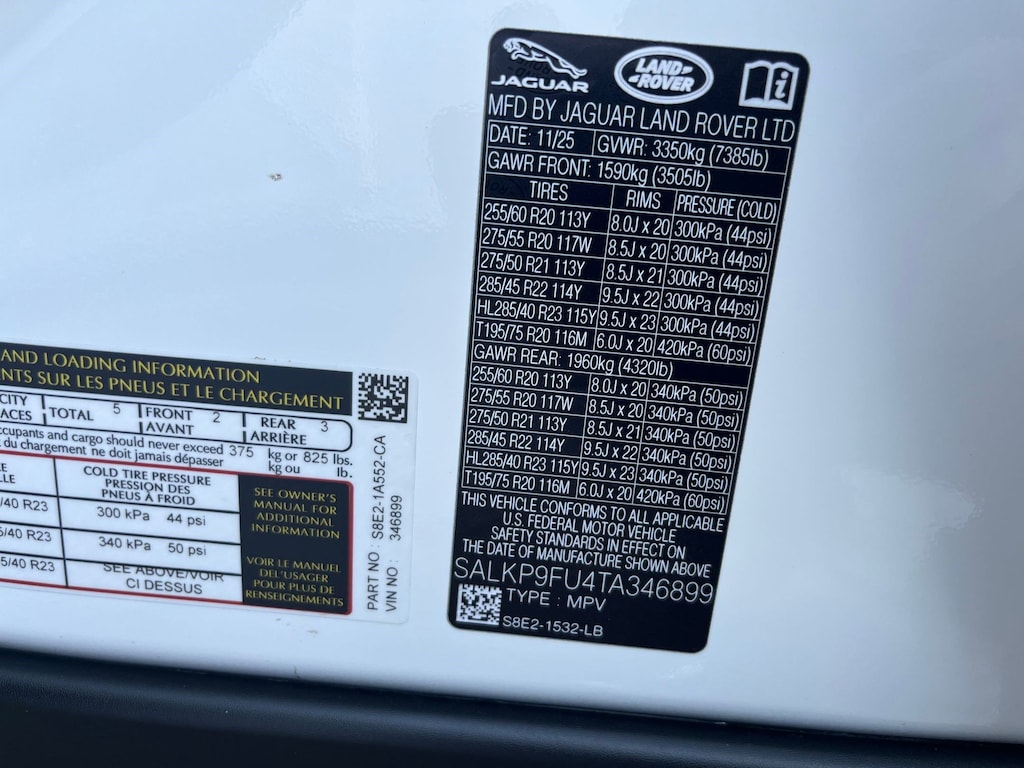 JAGUAR
LAND ROVER
i
MFD BY JAGUAR LAND ROVER LTD
DATE: 11/25 GVWR: 3350kg (7385lb)
GAWR FRONT: 1590kg (3505lb)
TIRES RIMS PRESSURE (COLD)
255/60 R20 113Y 8.0J x 20 300kPa (44psi)
275/55 R20 117W 8.5J x 20 300kPa (44psi)
275/50 R21 113Y 8.5J x 21 300kPa (44psi)
285/45 R22 114Y 9.5J x 22 300kPa (44psi)
HL285/40 R23 115Y 9.5J x 23 300kPa (44psi)
T195/75 R20 116M 6.0J x 20 420kPa (60psi)
GAWR REAR: 1960kg (4320lb)
255/60 R20 113Y 8.0J x 20 340kPa (50psi)
275/55 R20 117W 8.5J x 20 340kPa (50psi)
275/50 R21 113Y 8.5J x 21 340kPa (50psi)
285/45 R22 114Y 9.5J x 22 340kPa (50psi)
HL285/40 R23 115Y 9.5J x 23 340kPa (50psi)
T195/75 R20 116M 6.0J x 20 420kPa (60psi)
THIS VEHICLE CONFORMS TO ALL APPLICABLE
U.S. FEDERAL MOTOR VEHICLE
SAFETY STANDARDS IN EFFECT ON
THE DATE OF MANUFACTURE SHOWN ABOVE
SALKP9FU4TA346899
TYPE : MPV
S8E2-1532-LB
AND LOADING INFORMATION
NTS SUR LES PNEUS ET LE CHARGEMENT
CITY TOTAL 5 FRONT 2 REAR 3
ACES AVANT ARRIÈRE
ccupants and cargo should never exceed 375 kg or 825 lbs.
du chargement ne doit jamais dépasser kg ou lb.
COLD TIRE PRESSURE
PRESSION DES
PNEUS À FROID
/40 R23 300 kPa 44 psi
/40 R23 340 kPa 50 psi
5/40 R23 SEE ABOVE/VOIR
CI DESSUS
SEE OWNER'S
MANUAL FOR
ADDITIONAL
INFORMATION
VOIR LE MANUEL
DEL'USAGER
POUR PLUS DE
RENSEIGNEMENTS
PART NO : S8E2-1A552-CA
VIN NO : 346899